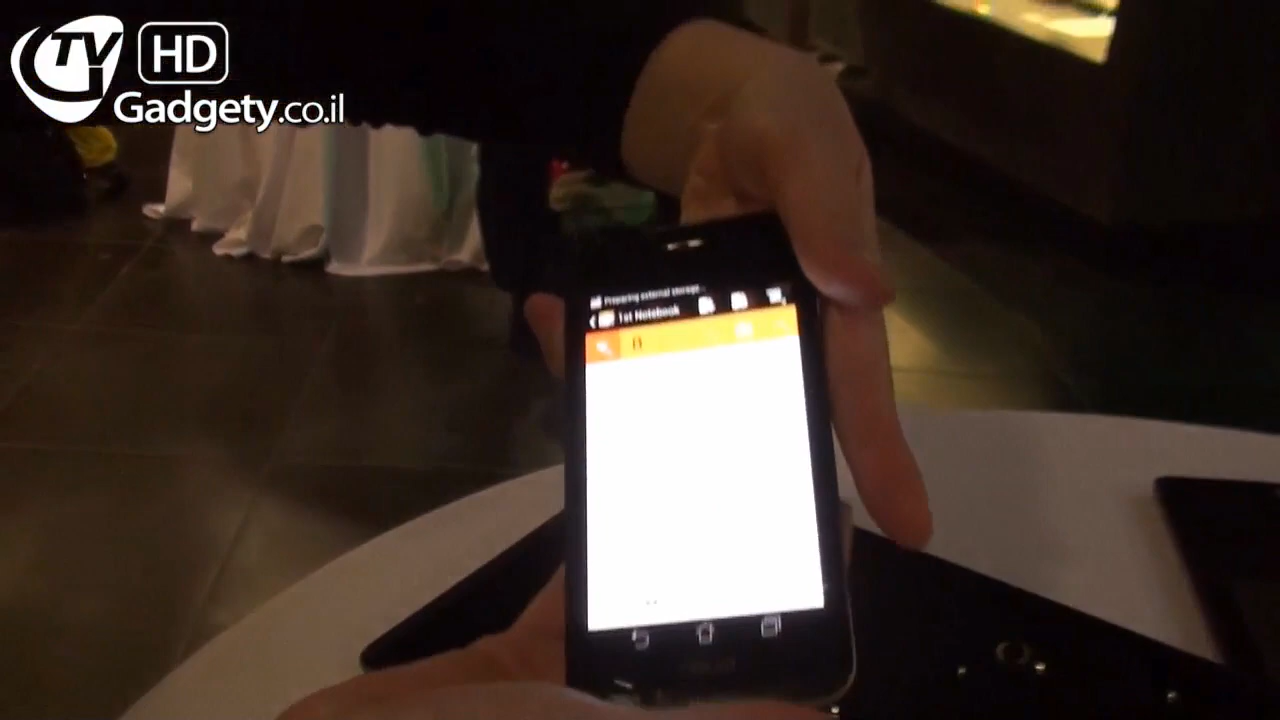 TV HD
Gadgety.co.il
Preparing external storage...
1st Notebook